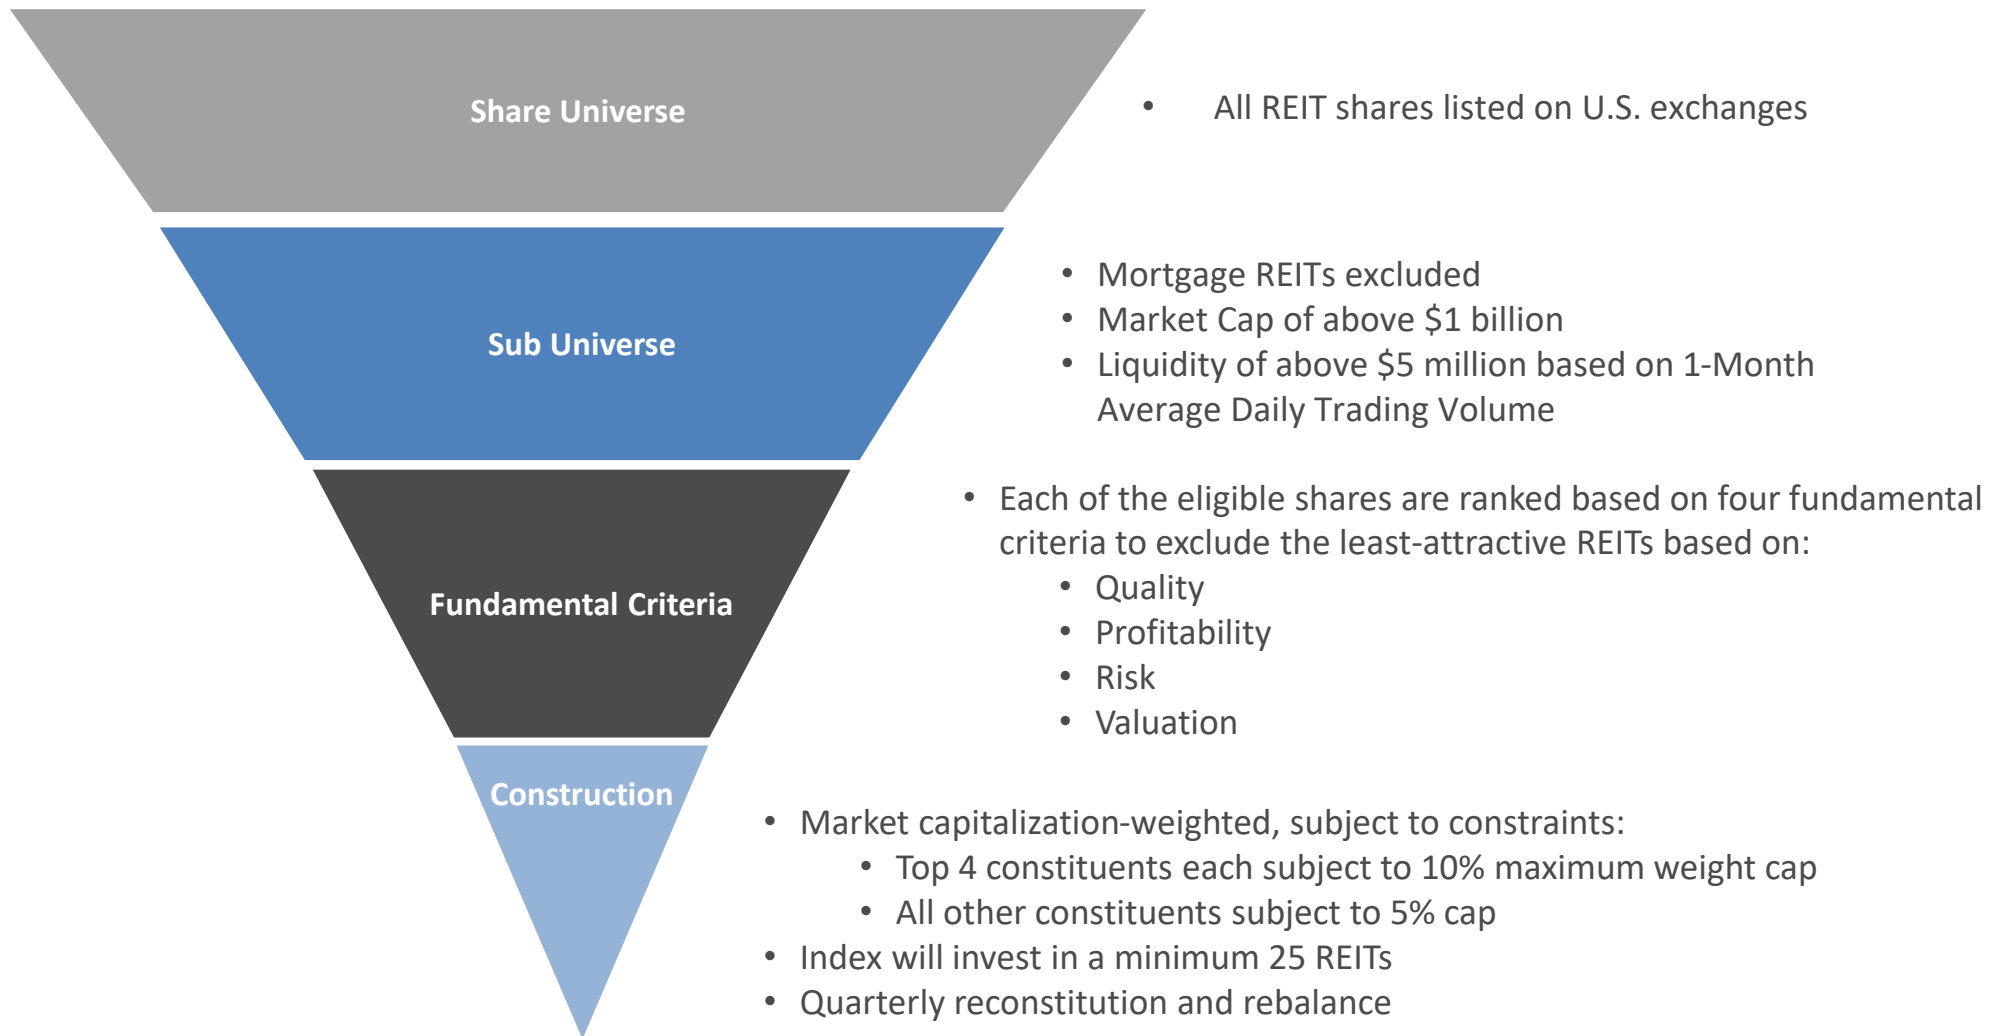 Share Universe
• All REIT shares listed on U.S. exchanges
Sub Universe
• Mortgage REITs excluded
• Market Cap of above $1 billion
• Liquidity of above $5 million based on 1-Month
Average Daily Trading Volume
Fundamental Criteria
• Each of the eligible shares are ranked based on four fundamental
criteria to exclude the least-attractive REITs based on:
• Quality
• Profitability
• Risk
• Valuation
Construction
• Market capitalization-weighted, subject to constraints:
• Top 4 constituents each subject to 10% maximum weight cap
• All other constituents subject to 5% cap
• Index will invest in a minimum 25 REITs
• Quarterly reconstitution and rebalance